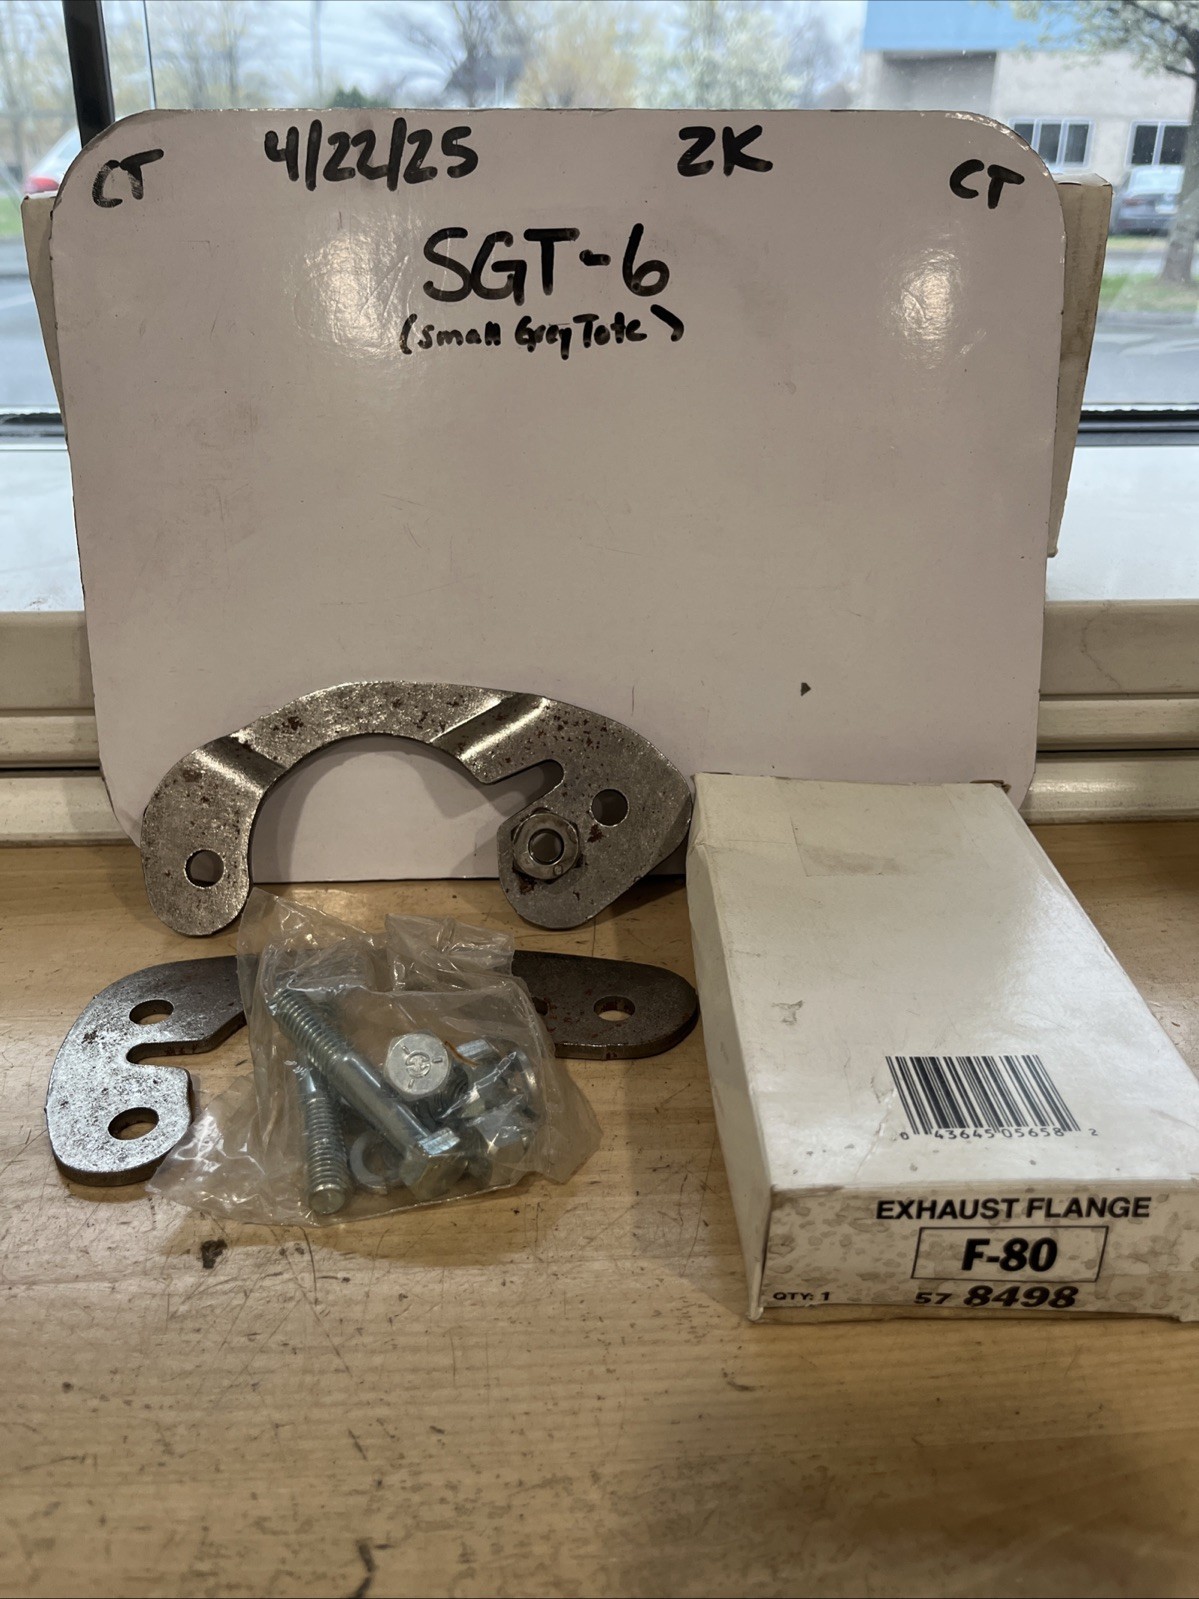 CT 4/22/25 2K CT
SGT-6
(Small Grey Tote)
0 43645 05658 2
EXHAUST FLANGE
F-80
QTY: 1 57 8498